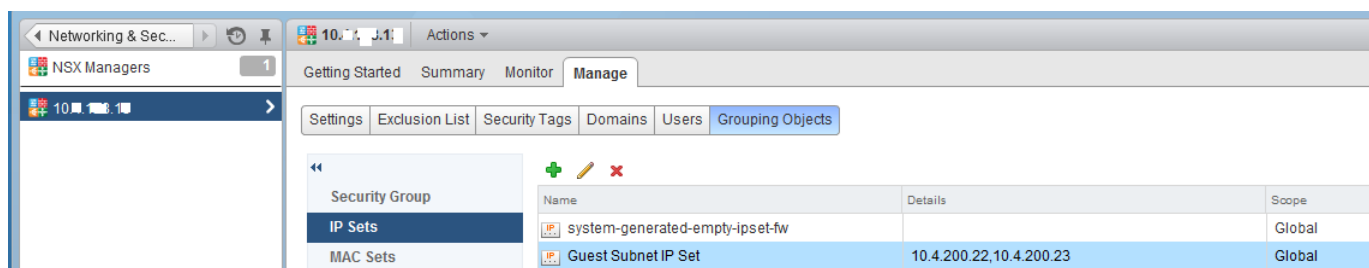 Networking & Sec...
Actions
NSX Managers
1
Getting Started Summary Monitor Manage
Settings Exclusion List Security Tags Domains Users Grouping Objects
Security Group
IP Sets
MAC Sets
Name Details Scope
IP system-generated-empty-ipset-fw Global
IP Guest Subnet IP Set 10.4.200.22,10.4.200.23 Global